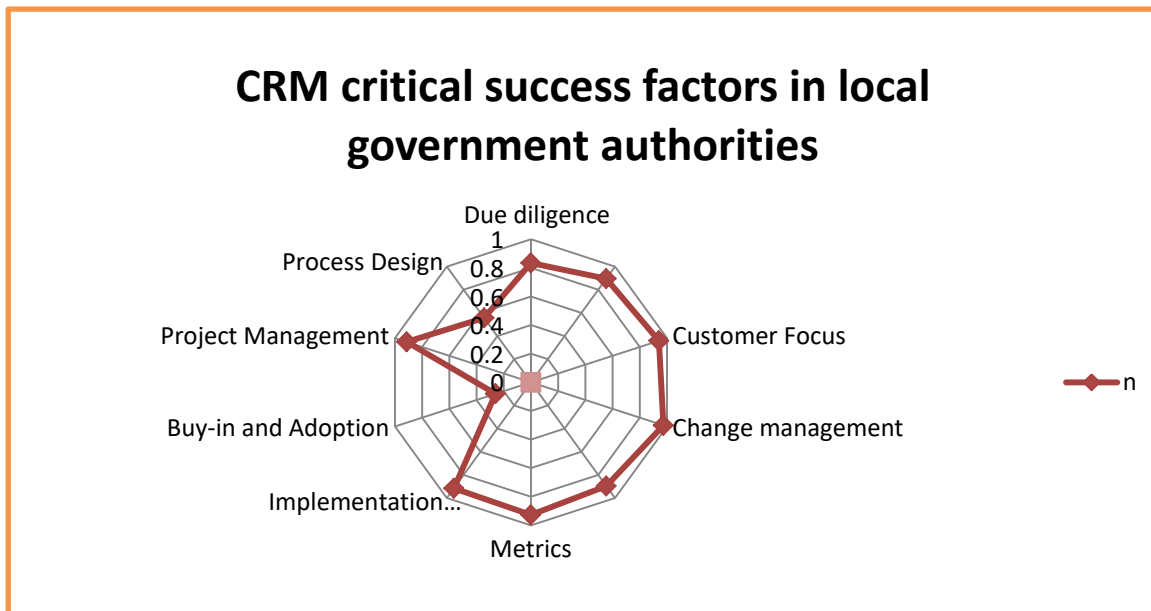 CRM critical success factors in local
government authorities
Due diligence
Process Design
Project Management
Buy-in and Adoption
Implementation...
Metrics
Change management
Customer Focus
1
0.8
0.6
0.4
0.2
0
n